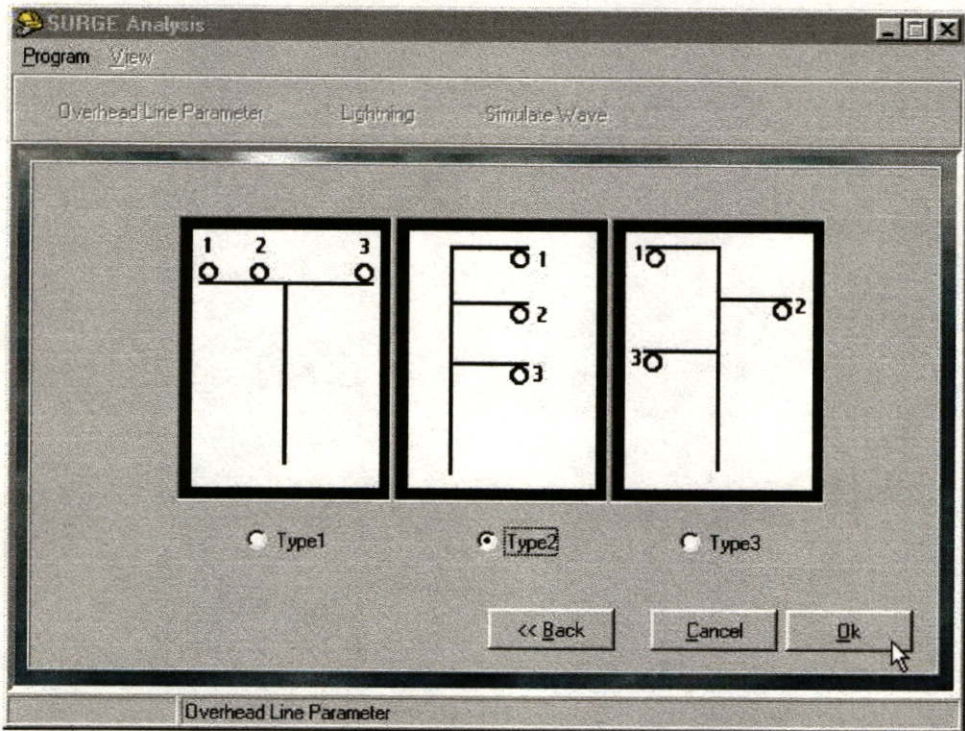 SURGE Analysis
Program View
Overhead Line Parameter Lightning Simulate Wave
1 2 3
1
2
3
1
2
3
Type1 Type2 Type3
<< Back Cancel Ok
Overhead Line Parameter